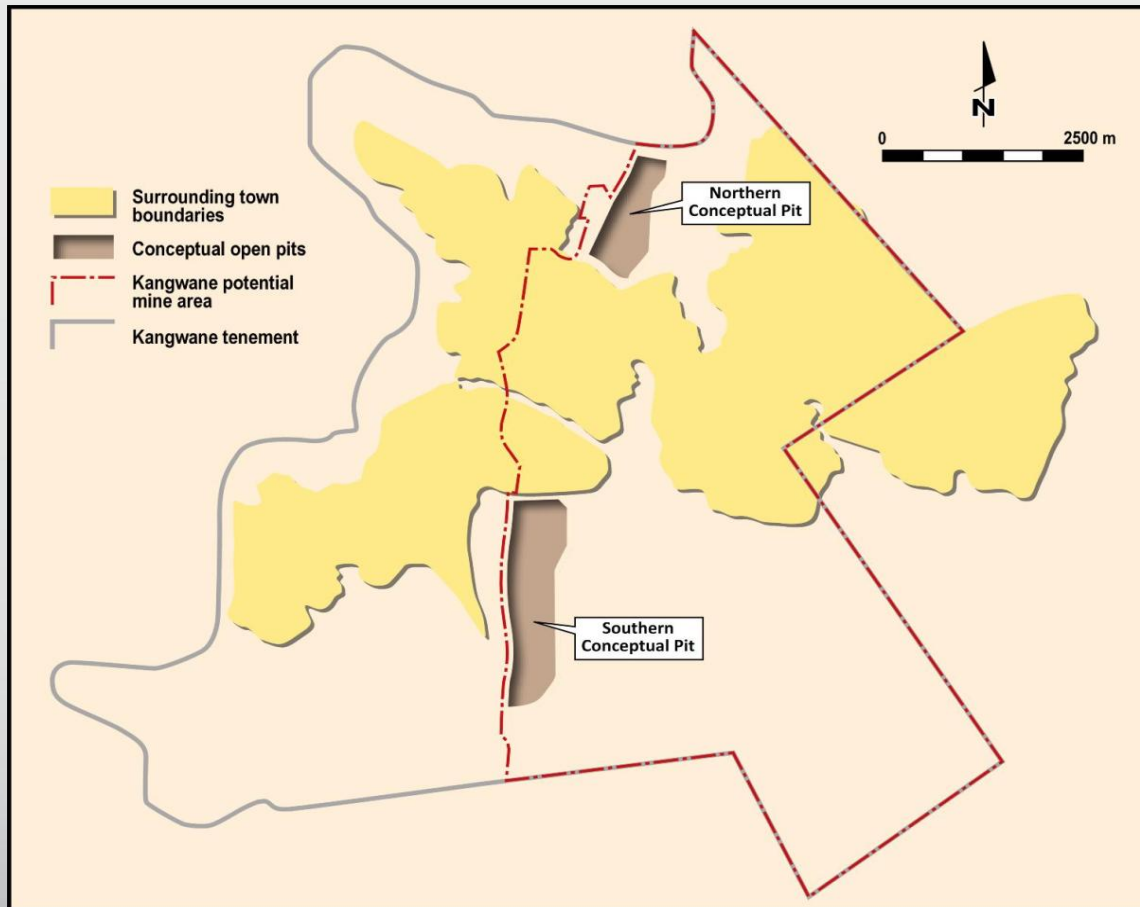 N
0
2500 m
Surrounding town
boundaries
Conceptual open pits
Kangwane potential
mine area
Kangwane tenement
Northern
Conceptual Pit
Southern
Conceptual Pit